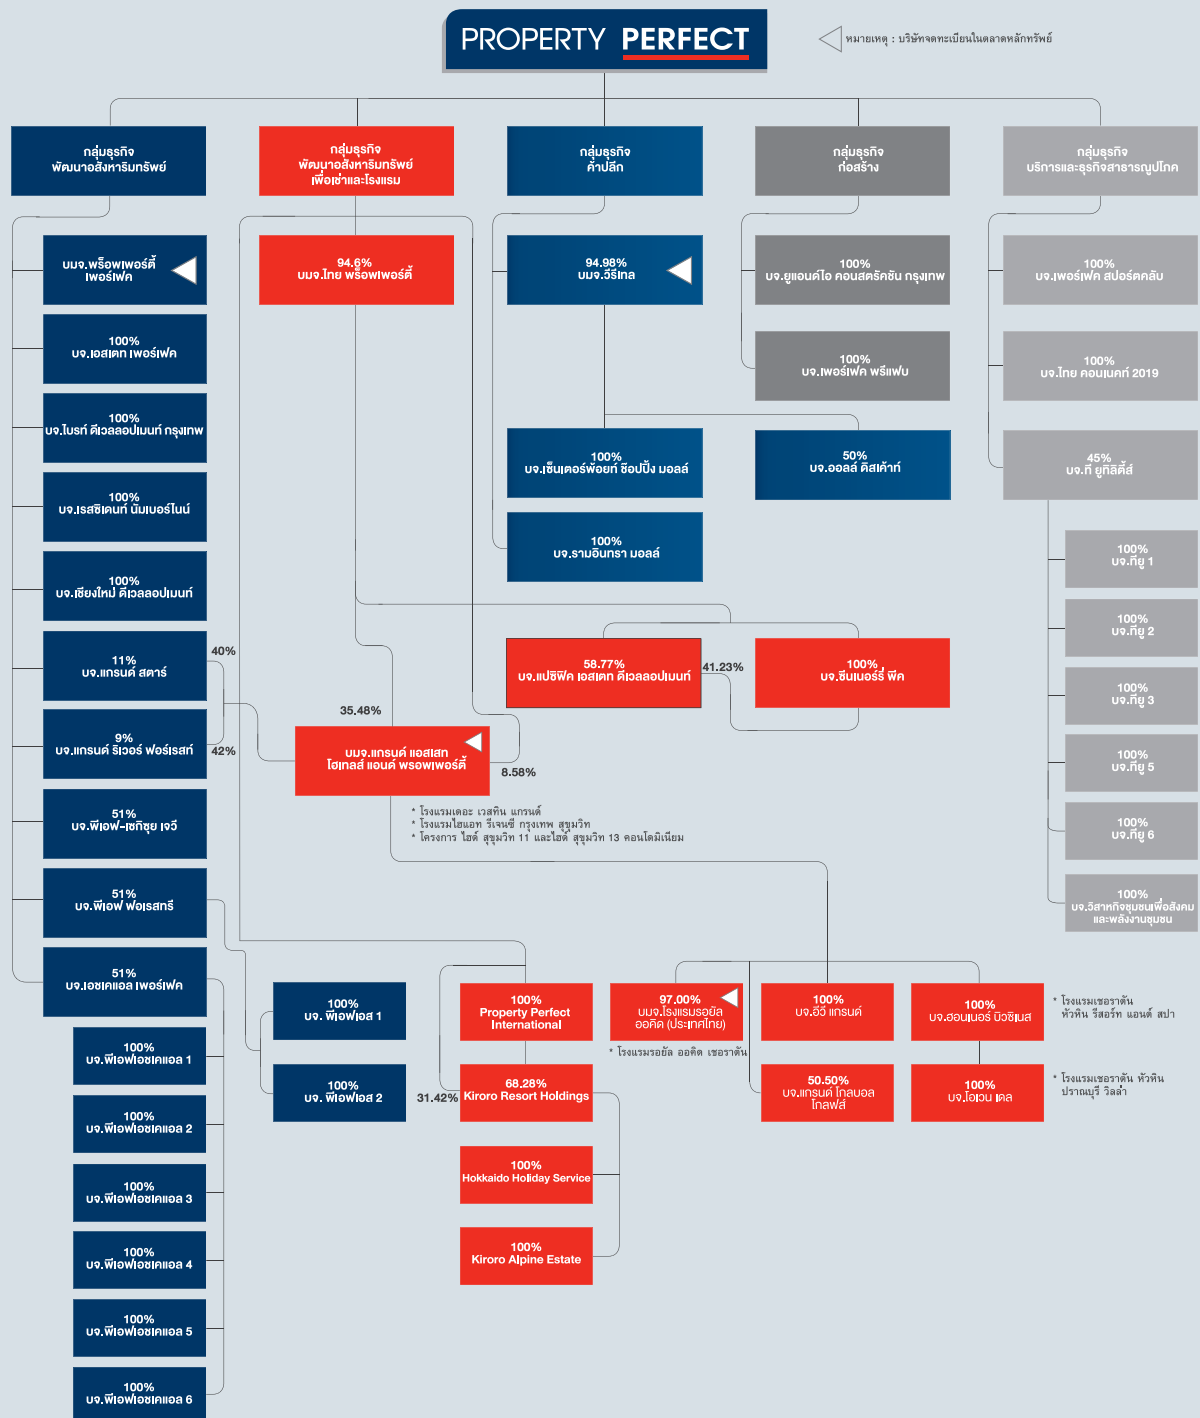 PROPERTY PERFECT
หมายเหตุ : บริษัทจดทะเบียนในตลาดหลักทรัพย์
กลุ่มธุรกิจ
พัฒนาอสังหาริมทรัพย์
กลุ่มธุรกิจ
พัฒนาอสังหาริมทรัพย์
เพื่อเช่าและโรงแรม
กลุ่มธุรกิจ
ค้าปลีก
กลุ่มธุรกิจ
ก่อสร้าง
กลุ่มธุรกิจ
บริการและธุรกิจสาธารณูปโภค
บมจ.พร็อพเพอร์ตี้
เพอร์เฟค
100%
บจ.เอสเตท เพอร์เฟค
100%
บจ.ไบรท์ ดีเวลลอปเมนท์ กรุงเทพ
100%
บจ.เรสซิเดนท์ นัมเบอร์ไนน์
100%
บจ.เชียงใหม่ ดีเวลลอปเมนท์
11%
บจ.แกรนด์ สตาร์
40%
9%
บจ.แกรนด์ ริเวอร์ ฟอร์เรสท์
42%
51%
บจ.พีเอฟ-เซกิซุย เจวี
51%
บจ.พีเอฟ ฟอเรสทรี
51%
บจ.เอชเคแอล เพอร์เฟค
100%
บจ.พีเอฟเอชเคแอล 1
100%
บจ.พีเอฟเอชเคแอล 2
100%
บจ.พีเอฟเอชเคแอล 3
100%
บจ.พีเอฟเอชเคแอล 4
100%
บจ.พีเอฟเอชเคแอล 5
100%
บจ.พีเอฟเอชเคแอล 6
100%
บจ. พีเอฟเอส 1
100%
บจ. พีเอฟเอส 2
94.6%
บมจ.ไทย พร็อพเพอร์ตี้
58.77%
บจ.แปซิฟิค เอสเตท ดีเวลลอปเมนท์
41.23%
100%
บจ.ซีนเนอร์รี่ พีค
35.48%
บมจ.แกรนด์ แอสเสท
โฮเทลส์ แอนด์ พรอพเพอร์ตี้
8.58%
* โรงแรมเดอะ เวสทิน แกรนด์
* โรงแรมไฮแอท รีเจนซี่ กรุงเทพ สุขุมวิท
* โครงการ ไฮด์ สุขุมวิท 11 และไฮด์ สุขุมวิท 13 คอนโดมิเนียม
100%
Property Perfect
International
31.42%
68.28%
Kiroro Resort Holdings
100%
Hokkaido Holiday Service
100%
Kiroro Alpine Estate
97.00%
บมจ.โรงแรมรอยัล
ออคิด (ประเทศไทย)
* โรงแรมรอยัล ออคิด เชอราตัน
100%
บจ.อีวี แกรนด์
50.50%
บจ.แกรนด์ โกลบอล
โกลฟส์
100%
บจ.ฮอนเนอร์ บิวซิเนส
* โรงแรมเชอราตัน
หัวหิน รีสอร์ท แอนด์ สปา
100%
บจ.โอเวน เดล
* โรงแรมเชอราตัน หัวหิน
ปราณบุรี วิลล่า
94.98%
บมจ.วีรีเทล
100%
บจ.เซ็นเตอร์พ้อยท์ ช็อปปิ้ง มอลล์
50%
บจ.ออลล์ ดิสเค้าท์
100%
บจ.รามอินทรา มอลล์
100%
บจ.ยูแอนด์ไอ คอนสตรัคชัน กรุงเทพ
100%
บจ.เพอร์เฟค พรีแฟบ
100%
บจ.เพอร์เฟค สปอร์ตคลับ
100%
บจ.ไทย คอนเนคท์ 2019
45%
บจ.ที ยูทิลิตี้ส์
100%
บจ.ทียู 1
100%
บจ.ทียู 2
100%
บจ.ทียู 3
100%
บจ.ทียู 5
100%
บจ.ทียู 6
100%
บจ.วิสาหกิจชุมชนเพื่อสังคม
และพลังงานชุมชน